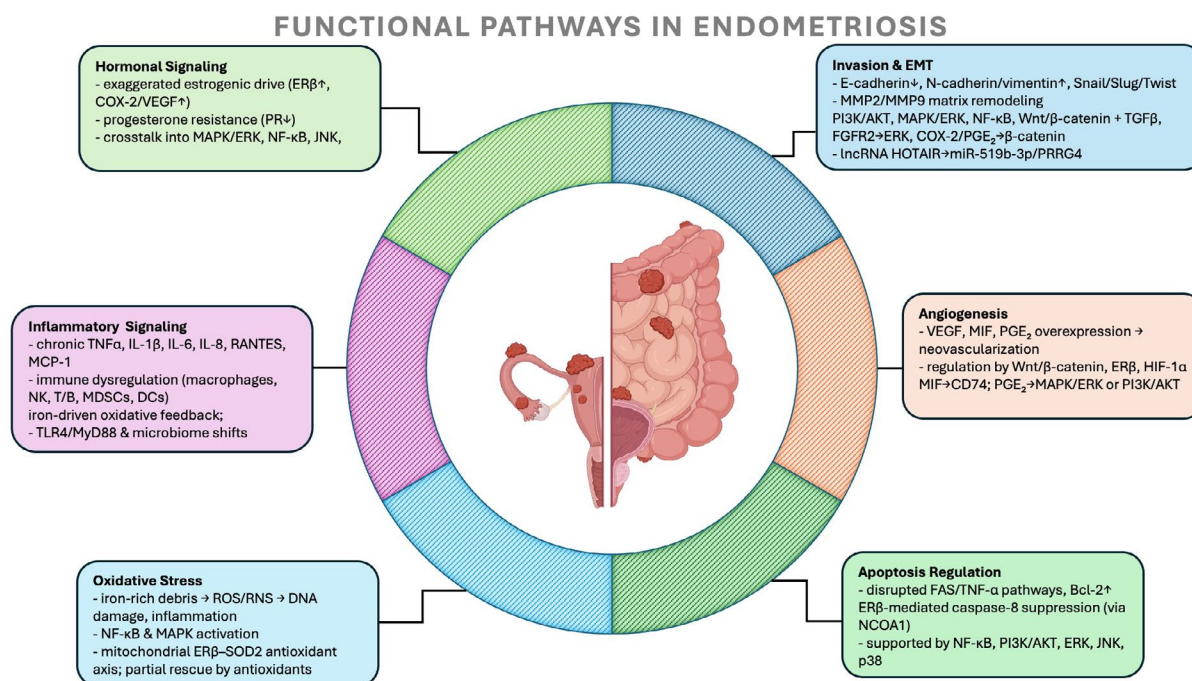 FUNCTIONAL PATHWAYS IN ENDOMETRIOSIS
Hormonal Signaling
- exaggerated estrogenic drive (ERβ↑,
COX-2/VEGF↑)
- progesterone resistance (PR↓)
- crosstalk into MAPK/ERK, NF-κB, JNK,
Invasion & EMT
- E-cadherin↓, N-cadherin/vimentin↑, Snail/Slug/Twist
- MMP2/MMP9 matrix remodeling
PI3K/AKT, MAPK/ERK, NF-κB, Wnt/β-catenin + TGFβ,
FGFR2→ERK, COX-2/PGE₂→β-catenin
- lncRNA HOTAIR→miR-519b-3p/PRRG4
Inflammatory Signaling
- chronic TNFα, IL-1β, IL-6, IL-8, RANTES,
MCP-1
- immune dysregulation (macrophages,
NK, T/B, MDSCs, DCs)
iron-driven oxidative feedback;
- TLR4/MyD88 & microbiome shifts
Angiogenesis
- VEGF, MIF, PGE₂ overexpression →
neovascularization
- regulation by Wnt/β-catenin, ERβ, HIF-1α
MIF→CD74; PGE₂→MAPK/ERK or PI3K/AKT
Oxidative Stress
- iron-rich debris → ROS/RNS → DNA
damage, inflammation
- NF-κB & MAPK activation
- mitochondrial ERβ–SOD2 antioxidant
axis; partial rescue by antioxidants
Apoptosis Regulation
- disrupted FAS/TNF-α pathways, Bcl-2↑
ERβ-mediated caspase-8 suppression (via
NCOA1)
- supported by NF-κB, PI3K/AKT, ERK, JNK,
p38